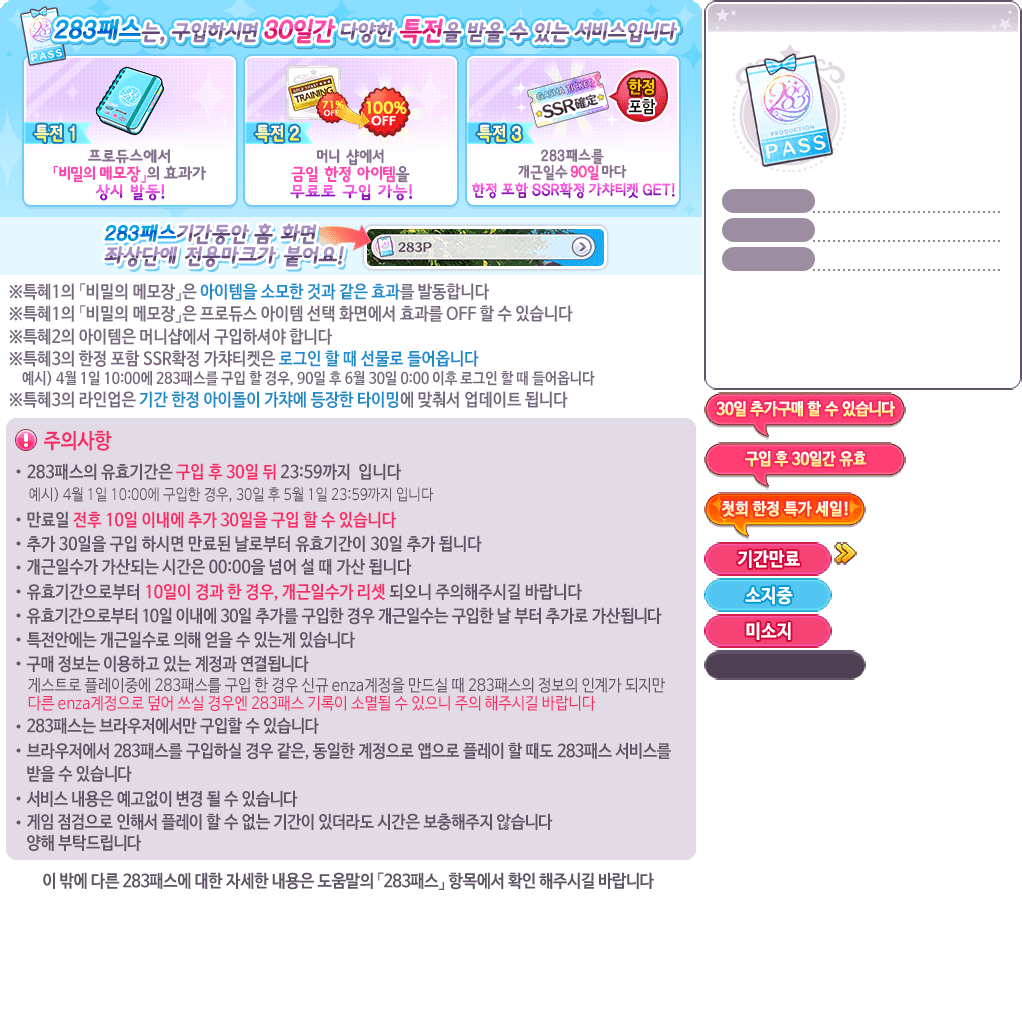 283패스는, 구입하시면 30일간 다양한 특전을 받을 수 있는 서비스입니다
PASS
283
특전 1
프로듀스에서
「비밀의 메모장」의 효과가
상시 발동!
TRAINING
71%
OFF
100%
OFF
특전 2
머니 샵에서
금일 한정 아이템을
무료로 구입 가능!
GASHA TICKET
SSR確定
한정
포함
특전 3
283패스를
개근일수 90일 마다
한정 포함 SSR확정 가챠티켓 GET!
283패스기간동안 홈 화면
좌상단에 전용마크가 붙어요!
283P
※특혜1의 「비밀의 메모장」은 아이템을 소모한 것과 같은 효과를 발동합니다
※특혜1의 「비밀의 메모장」은 프로듀스 아이템 선택 화면에서 효과를 OFF 할 수 있습니다
※특혜2의 아이템은 머니샵에서 구입하셔야 합니다
※특혜3의 한정 포함 SSR확정 가챠티켓은 로그인 할 때 선물로 들어옵니다
예시) 4월 1일 10:00에 283패스를 구입 할 경우, 90일 후 6월 30일 0:00 이후 로그인 할 때 들어옵니다
※특혜3의 라인업은 기간 한정 아이돌이 가챠에 등장한 타이밍에 맞춰서 업데이트 됩니다
주의사항
・283패스의 유효기간은 구입 후 30일 뒤 23:59까지 입니다
예시) 4월 1일 10:00에 구입한 경우, 30일 후 5월 1일 23:59까지 입니다
・만료일 전후 10일 이내에 추가 30일을 구입 할 수 있습니다
・추가 30일을 구입 하시면 만료된 날로부터 유효기간이 30일 추가 됩니다
・개근일수가 가산되는 시간은 00:00을 넘어 설 때 가산 됩니다
・유효기간으로부터 10일이 경과 한 경우, 개근일수가 리셋 되오니 주의해주시길 바랍니다
・유효기간으로부터 10일 이내에 30일 추가를 구입한 경우 개근일수는 구입한 날 부터 추가로 가산됩니다
・특전안에는 개근일수로 의해 얻을 수 있는게 있습니다
・구매 정보는 이용하고 있는 계정과 연결됩니다
게스트로 플레이중에 283패스를 구입 한 경우 신규 enza계정을 만드실 때 283패스의 정보의 인계가 되지만
다른 enza계정으로 덮어 쓰실 경우엔 283패스 기록이 소멸될 수 있으니 주의 해주시길 바랍니다
・283패스는 브라우저에서만 구입할 수 있습니다
・브라우저에서 283패스를 구입하실 경우 같은, 동일한 계정으로 앱으로 플레이 할 때도 283패스 서비스를
받을 수 있습니다
・서비스 내용은 예고없이 변경 될 수 있습니다
・게임 점검으로 인해서 플레이 할 수 없는 기간이 있더라도 시간은 보충해주지 않습니다
양해 부탁드립니다
이 밖에 다른 283패스에 대한 자세한 내용은 도움말의 「283패스」 항목에서 확인 해주시길 바랍니다
283
PRODUCTION
PASS
30일 추가구매 할 수 있습니다
구입 후 30일간 유효
첫회 한정 특가 세일!
기간만료
소지중
미소지